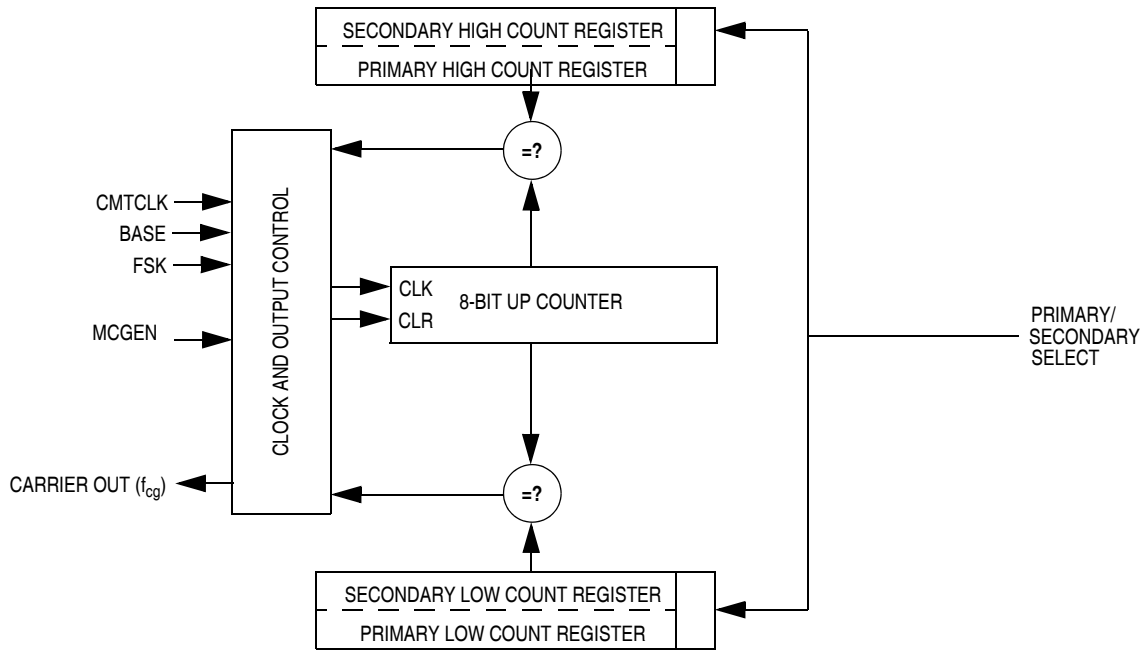 SECONDARY HIGH COUNT REGISTER
PRIMARY HIGH COUNT REGISTER
=?
CMTCLK
BASE
FSK
MCGEN
CARRIER OUT (fcg)
CLOCK AND OUTPUT CONTROL
CLK
CLR
8-BIT UP COUNTER
PRIMARY/
SECONDARY
SELECT
=?
SECONDARY LOW COUNT REGISTER
PRIMARY LOW COUNT REGISTER